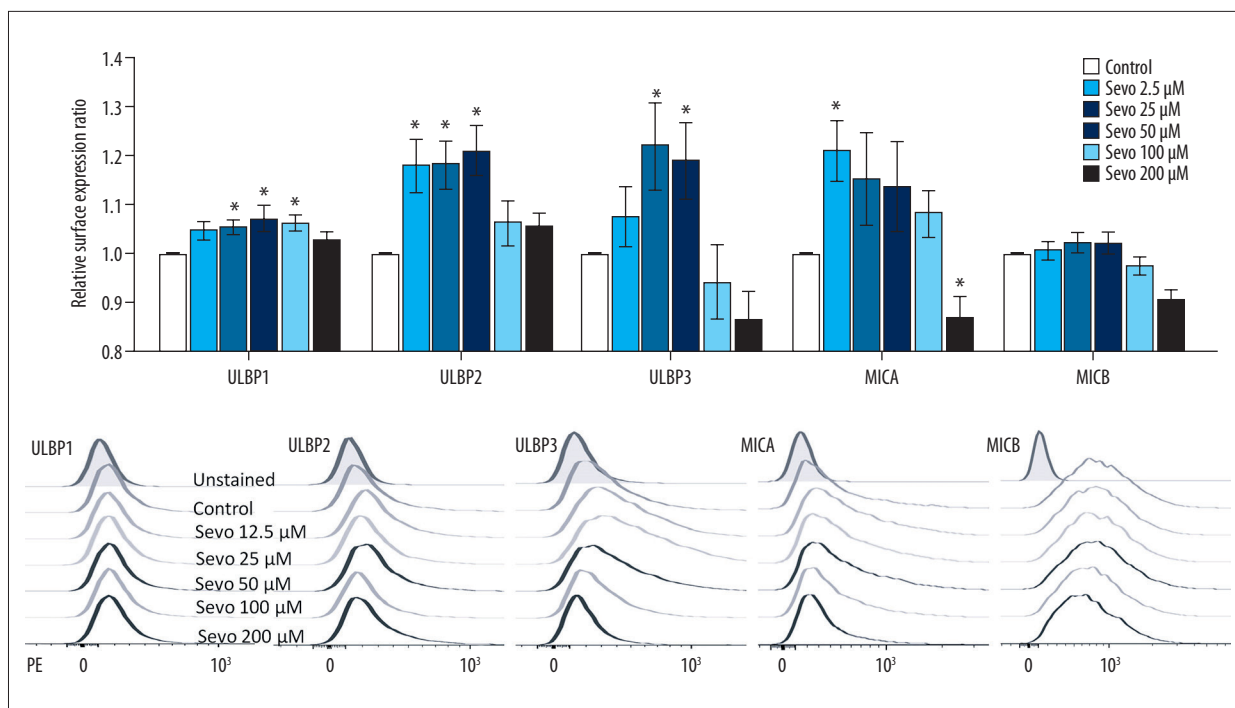 1.4
1.3
1.2
1.1
1.0
0.9
0.8
Relative surface expression ratio
Control
Sevo 2.5 µM
Sevo 25 µM
Sevo 50 µM
Sevo 100 µM
Sevo 200 µM
* * *
* * *
* *
* *
ULBP1 ULBP2 ULBP3 MICA MICB
ULBP1 ULBP2 ULBP3 MICA MICB
Unstained
Control
Sevo 12.5 µM
Sevo 25 µM
Sevo 50 µM
Sevo 100 µM
Sevo 200 µM
PE 0 10³ 0 10³ 0 10³ 0 10³ 0 10³